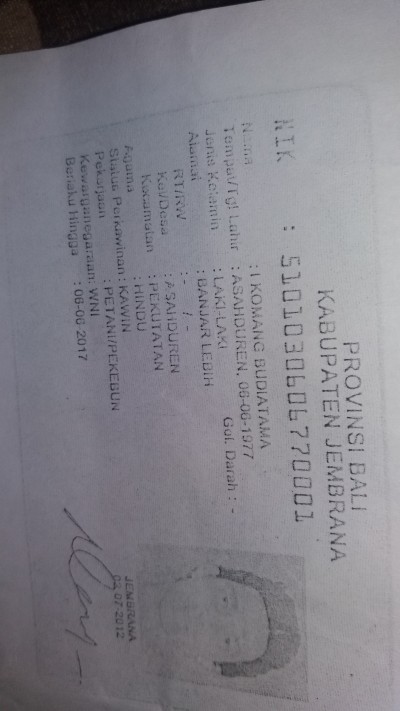 PROVINSI BALI
KABUPATEN JEMBRANA
NIK : 5101030606770001
Nama : I KOMANG BUDIATAMA
Tempat/Tgl Lahir : ASAHDUREN, 06-06-1977
Jenis Kelamin : LAKI-LAKI Gol. Darah : -
Alamat : BANJAR LEBIH
RT/RW : - / -
Kel/Desa : ASAHDUREN
Kecamatan : PEKUTATAN
Agama : HINDU
Status Perkawinan : KAWIN
Pekerjaan : PETANI/PEKEBUN
Kewarganegaraan: WNI
Berlaku Hingga : 06-06-2017
JEMBRANA
02-07-2012